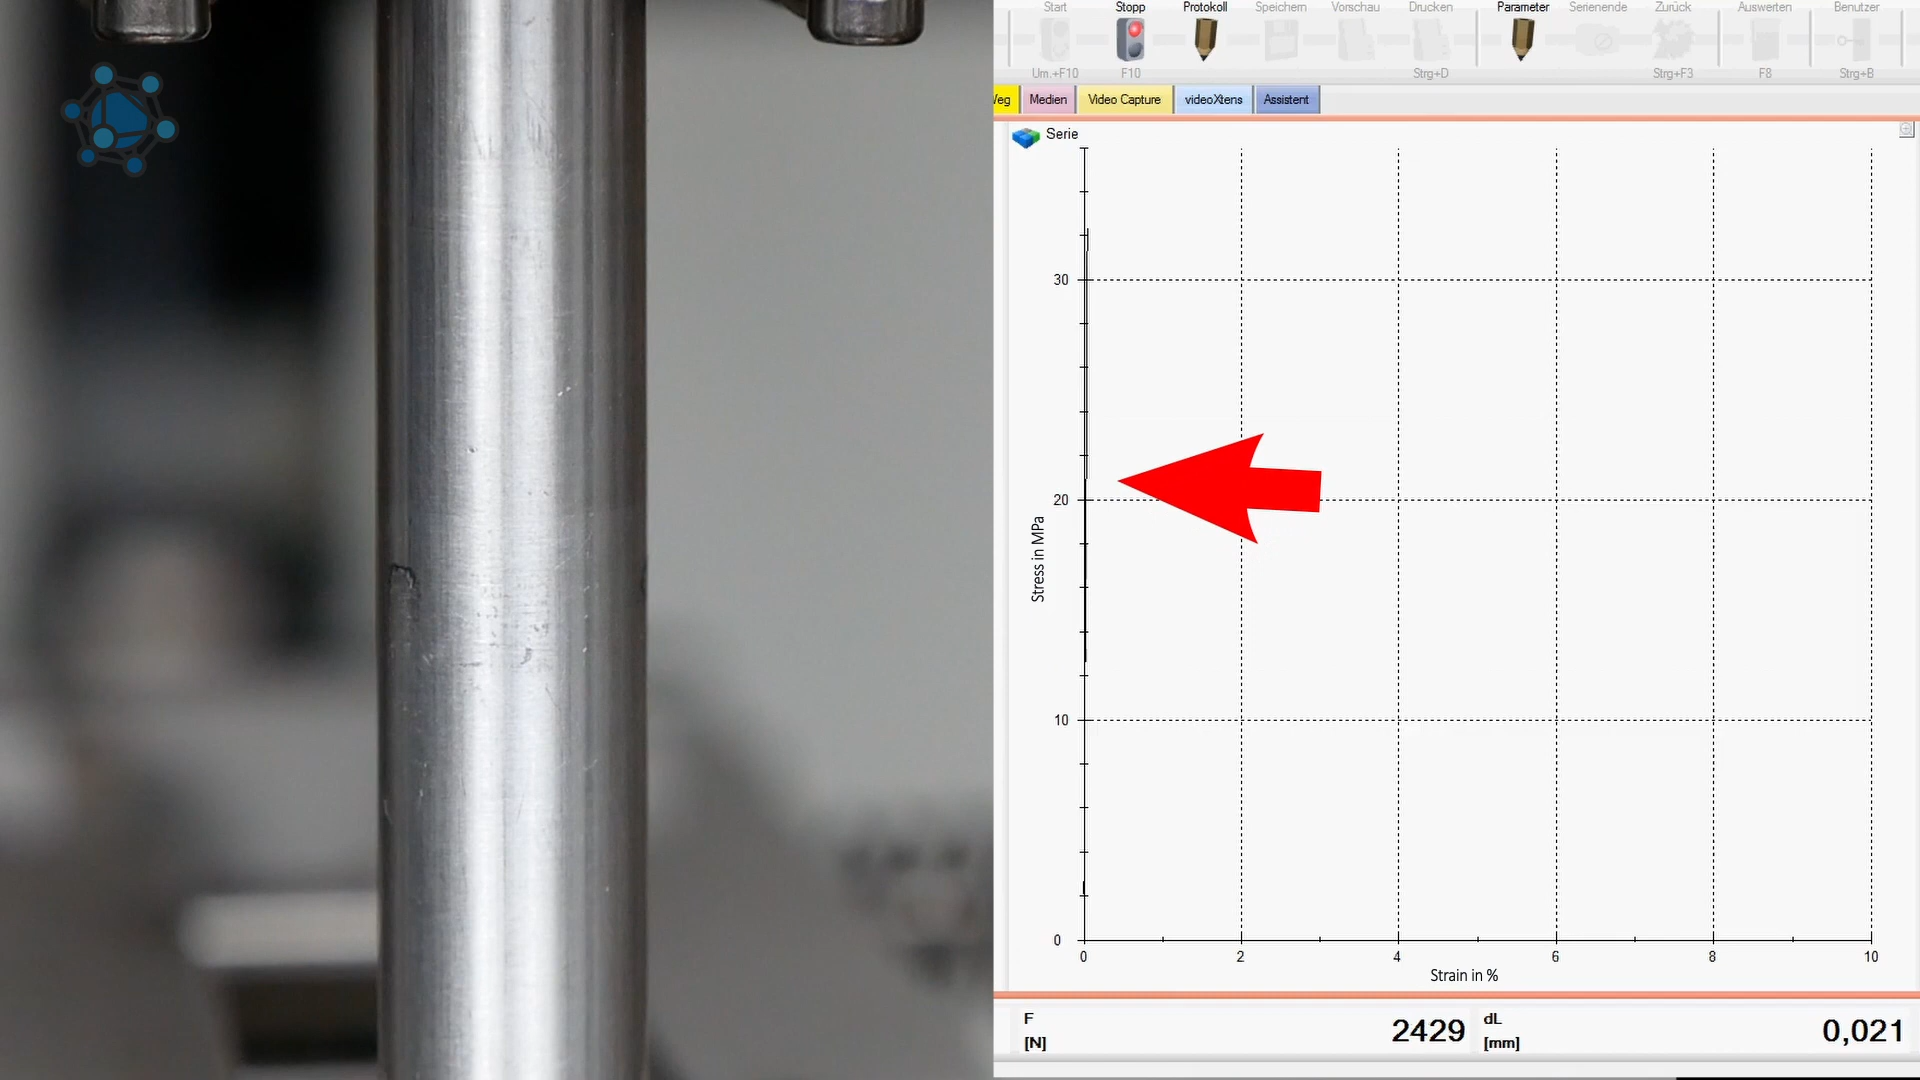 Start Stopp Protokoll Speichern Vorschau Drucken Parameter Serienende Zurück Auswerten Benutzer
Um.+F10 F10 Strg+D Strg+F3 F8 Strg+B
Medien Video Capture videoXtens Assistent
Serie
30
20
10
0
Stress in MPa
0 2 4 6 8 10
Strain in %
F
[N]
2429
dL
[mm]
0,021